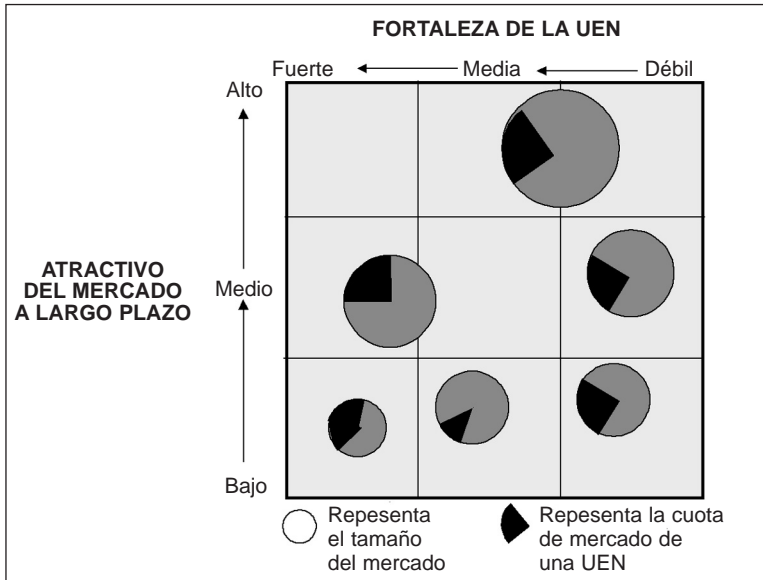 FORTALEZA DE LA UEN
Fuerte Media Débil
Alto
ATRACTIVO
DEL MERCADO
A LARGO PLAZO
Medio
Bajo
Repesenta
el tamaño
del mercado
Repesenta la cuota
de mercado de
una UEN